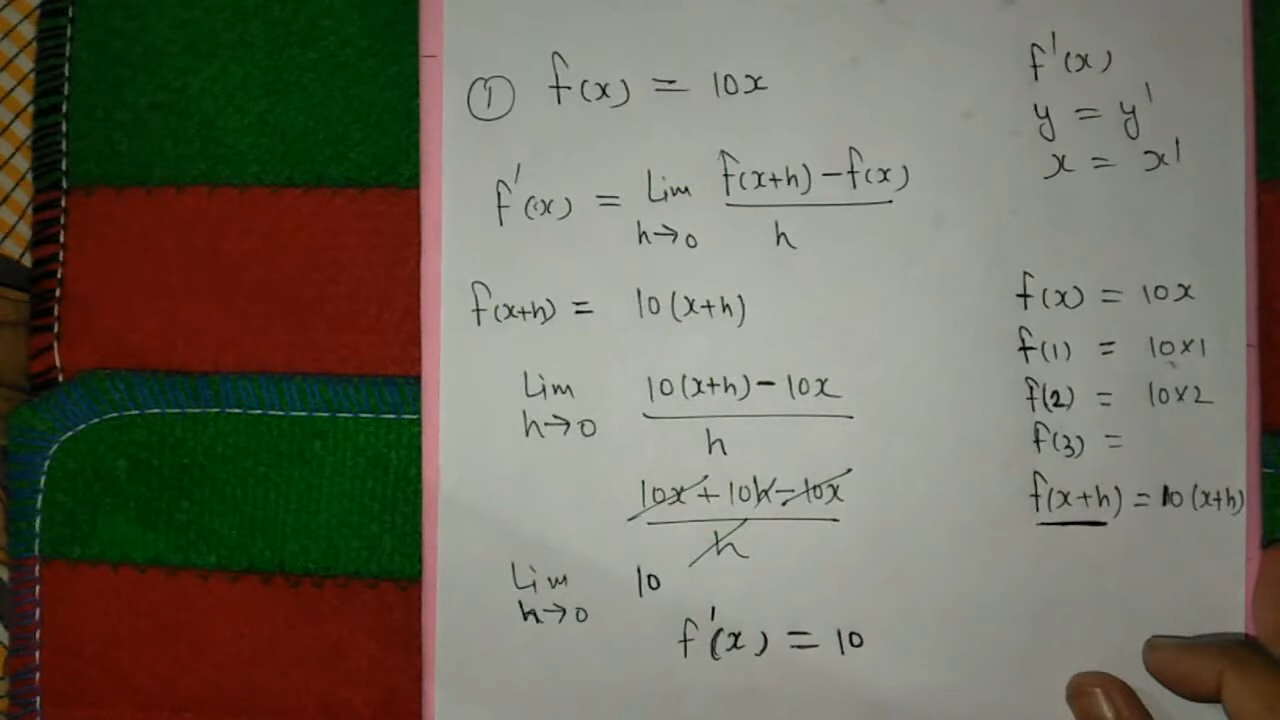 ① f(x) = 10x
f'(x) = Lim h→0 f(x+h) – f(x) / h
f(x+h) = 10(x+h)
Lim h→0 10(x+h) – 10x / h
10x + 10h – 10x / h
Lim h→0 10
f'(x) = 10
f'(x)
y = y'
x = x'
f(x) = 10x
f(1) = 10×1
f(2) = 10×2
f(3) =
f(x+h) = 10(x+h)